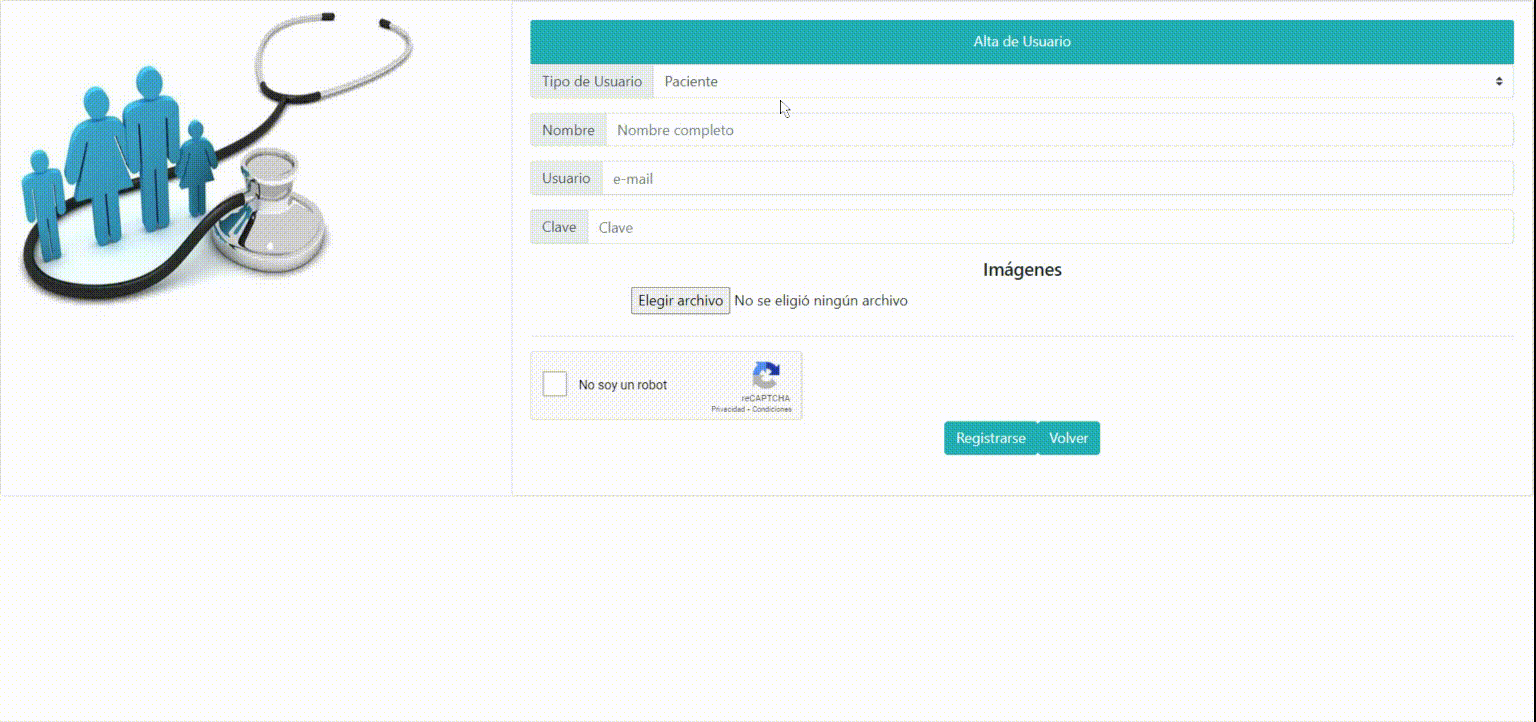 Alta de Usuario
Tipo de Usuario Paciente
Nombre Nombre completo
Usuario e-mail
Clave Clave
Imágenes
Elegir archivo No se eligió ningún archivo
No soy un robot
reCAPTCHA
Privacidad - Condiciones
Registrarse Volver